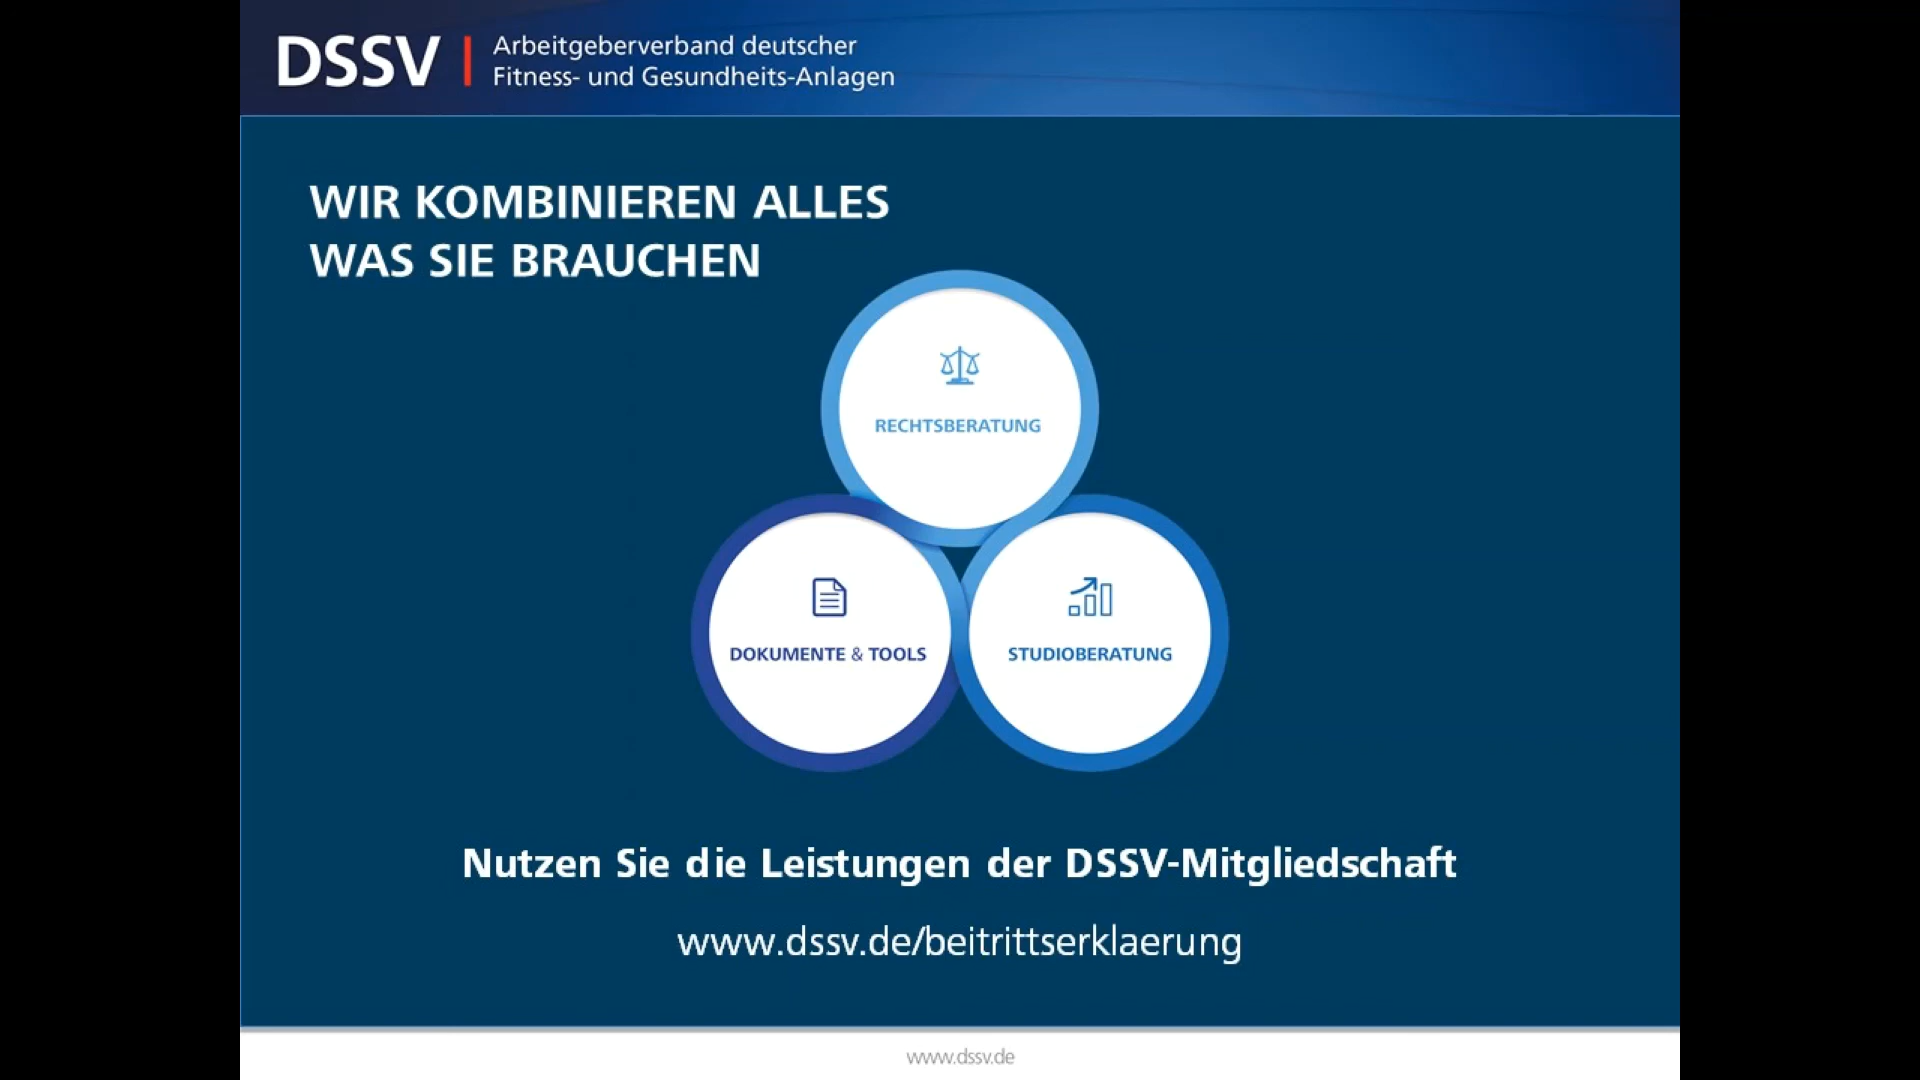 DSSV
Arbeitgeberverband deutscher
Fitness- und Gesundheits-Anlagen
WIR KOMBINIEREN ALLES
WAS SIE BRAUCHEN
RECHTSBERATUNG
DOKUMENTE & TOOLS
STUDIOBERATUNG
Nutzen Sie die Leistungen der DSSV-Mitgliedschaft
www.dssv.de/beitrittserklaerung
www.dssv.de